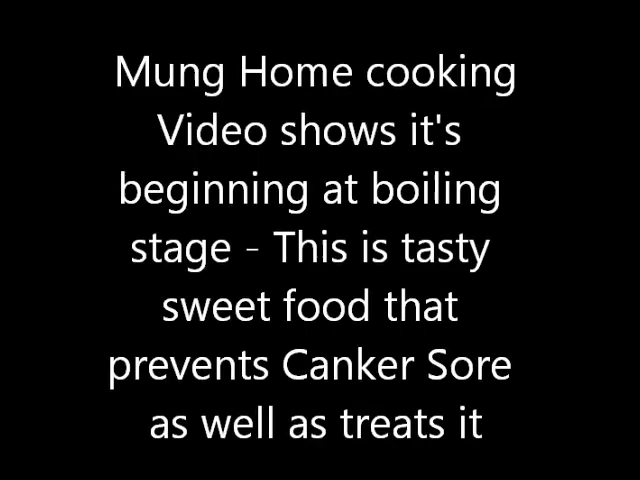 Mung Home cooking
Video shows it's
beginning at boiling
stage - This is tasty
sweet food that
prevents Canker Sore
as well as treats it